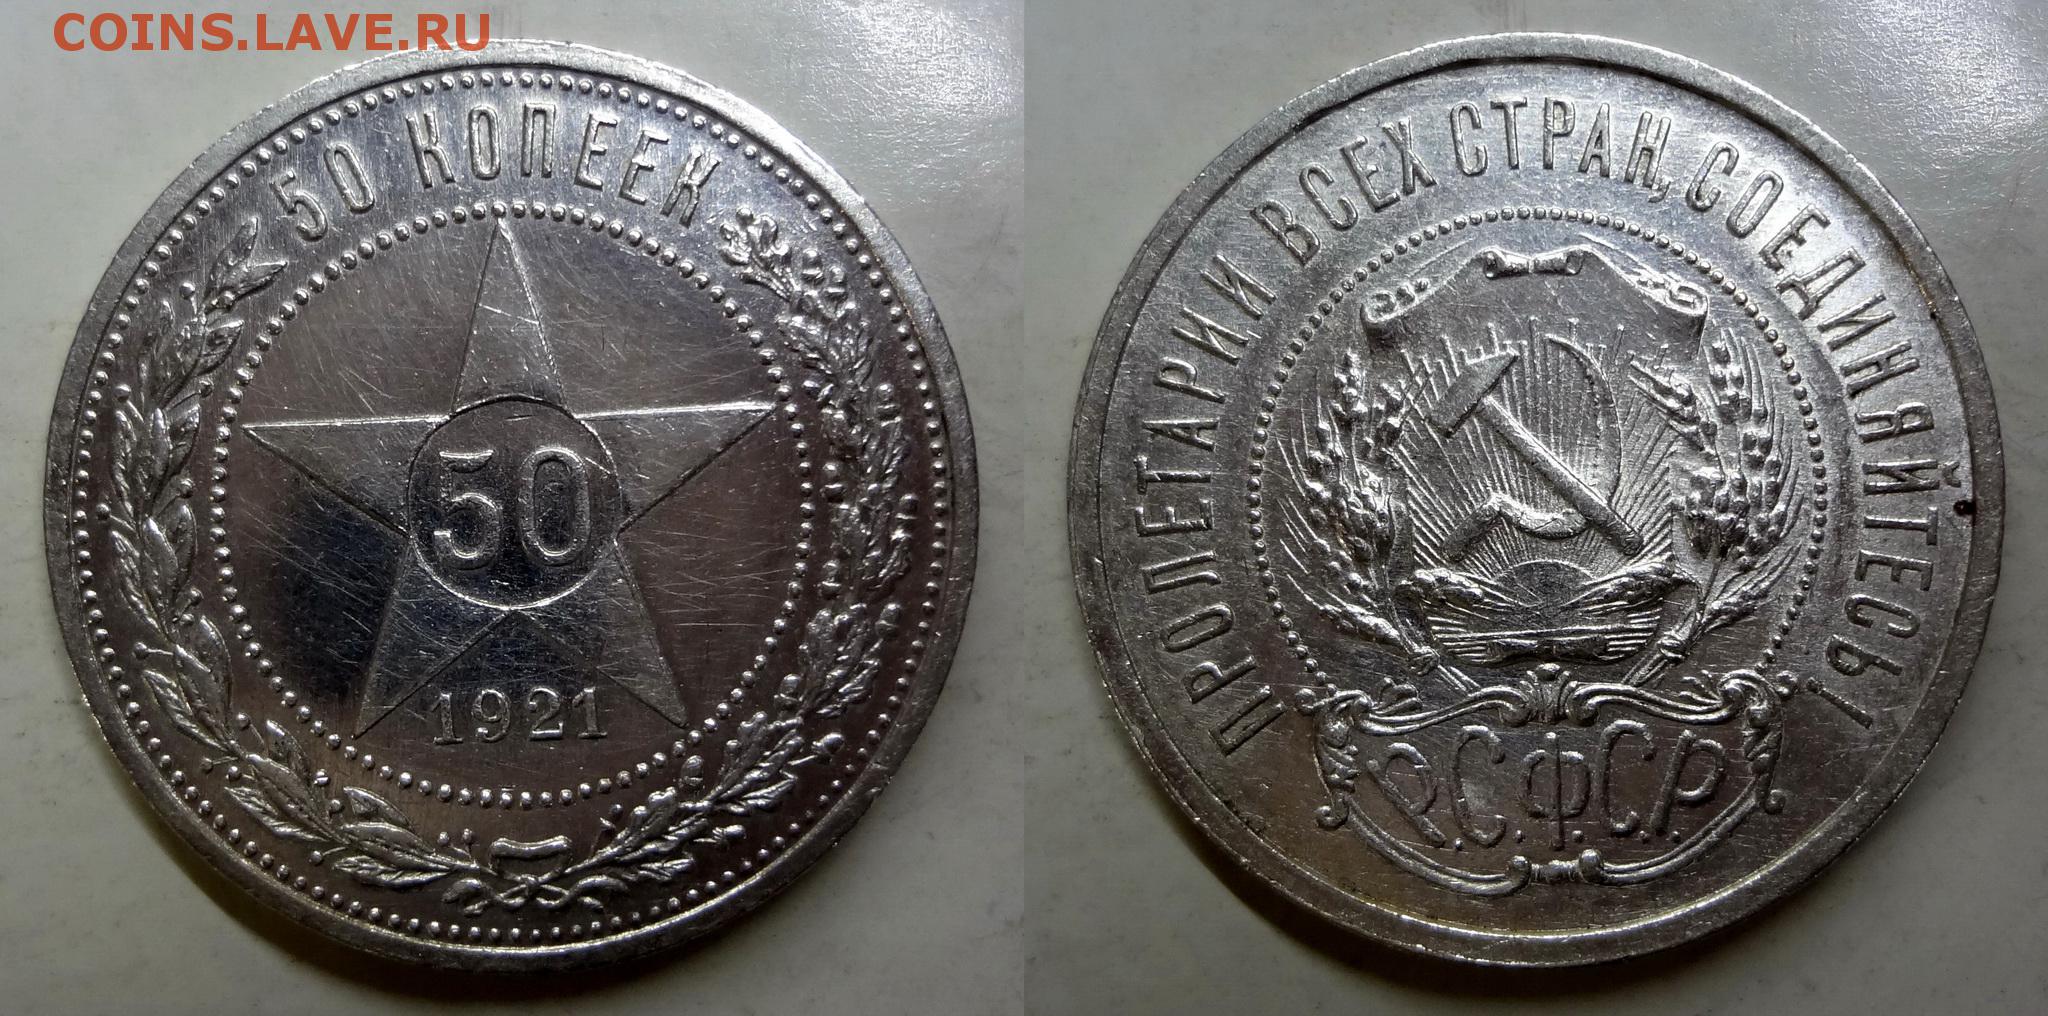 COINS.LAVE.RU
50 КОПЕЕК
50
1921
ПРОЛЕТАРИИ ВСЕХ СТРАН, СОЕДИНЯЙТЕСЬ!
Р.С.Ф.С.Р.